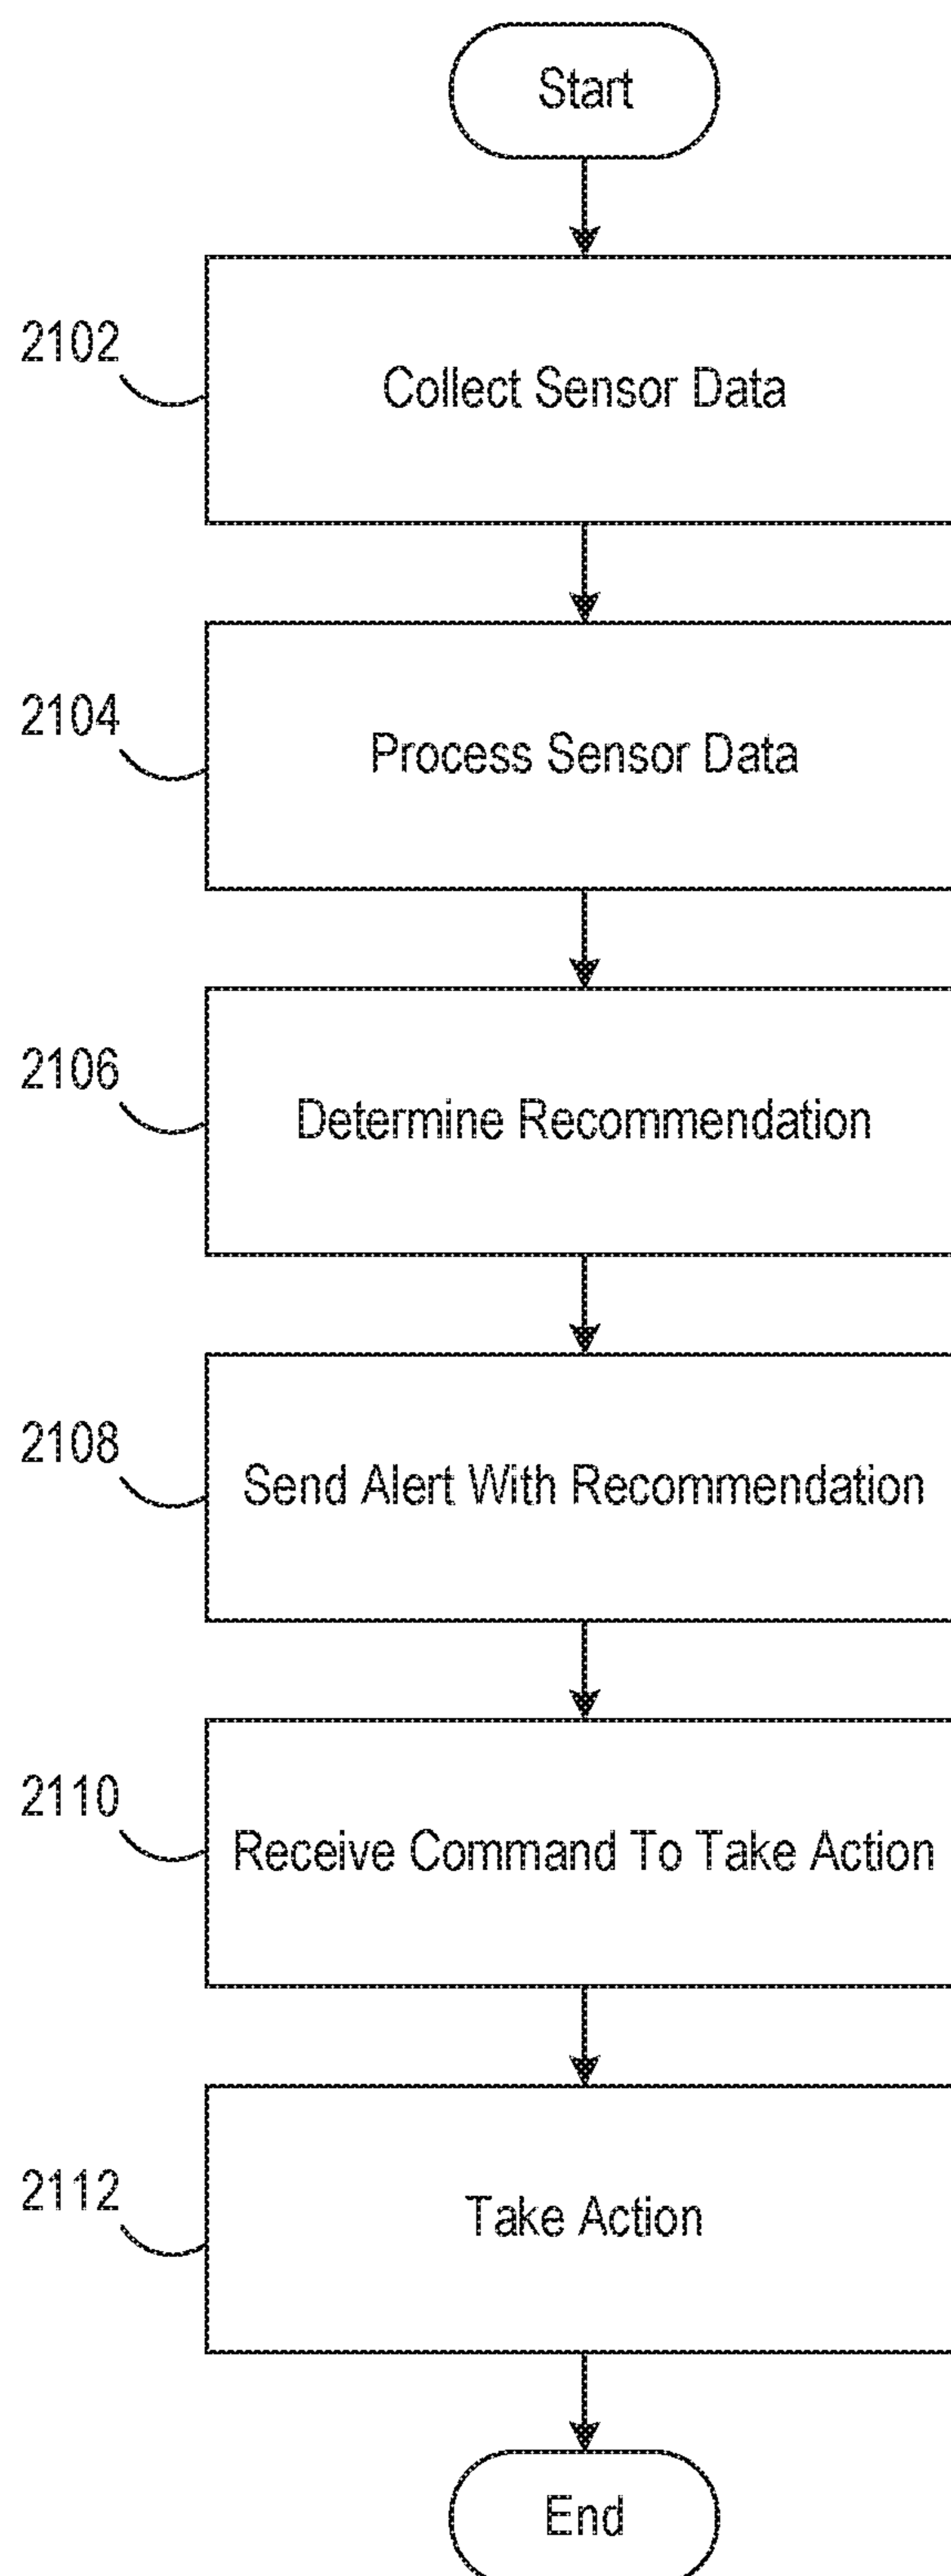 Start
2102
Collect Sensor Data
2104
Process Sensor Data
2106
Determine Recommendation
2108
Send Alert With Recommendation
2110
Receive Command To Take Action
2112
Take Action
End